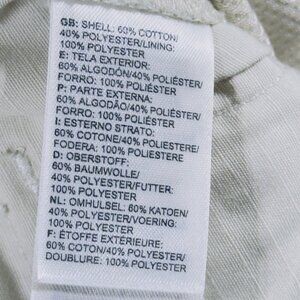 GB: SHELL: 60% COTTON/
40% POLYESTER/LINING:
100% POLYESTER
E: TELA EXTERIOR:
60% ALGODÓN/40% POLIÉSTER/
FORRO: 100% POLIÉSTER
P: PARTE EXTERNA:
60% ALGODÃO/40% POLIÉSTER/
FORRO: 100% POLIÉSTER
I: ESTERNO STRATO:
60% COTONE/40% POLIESTERE/
FODERA: 100% POLIESTERE
D: OBERSTOFF:
60% BAUMWOLLE/
40% POLYESTER/FUTTER:
100% POLYESTER
NL: OMHULSEL: 60% KATOEN/
40% POLYESTER/VOERING:
100% POLYESTER
F: ÉTOFFE EXTÉRIEUR:
60% COTON/40% POLYESTER/
DOUBLURE: 100% POLYESTER